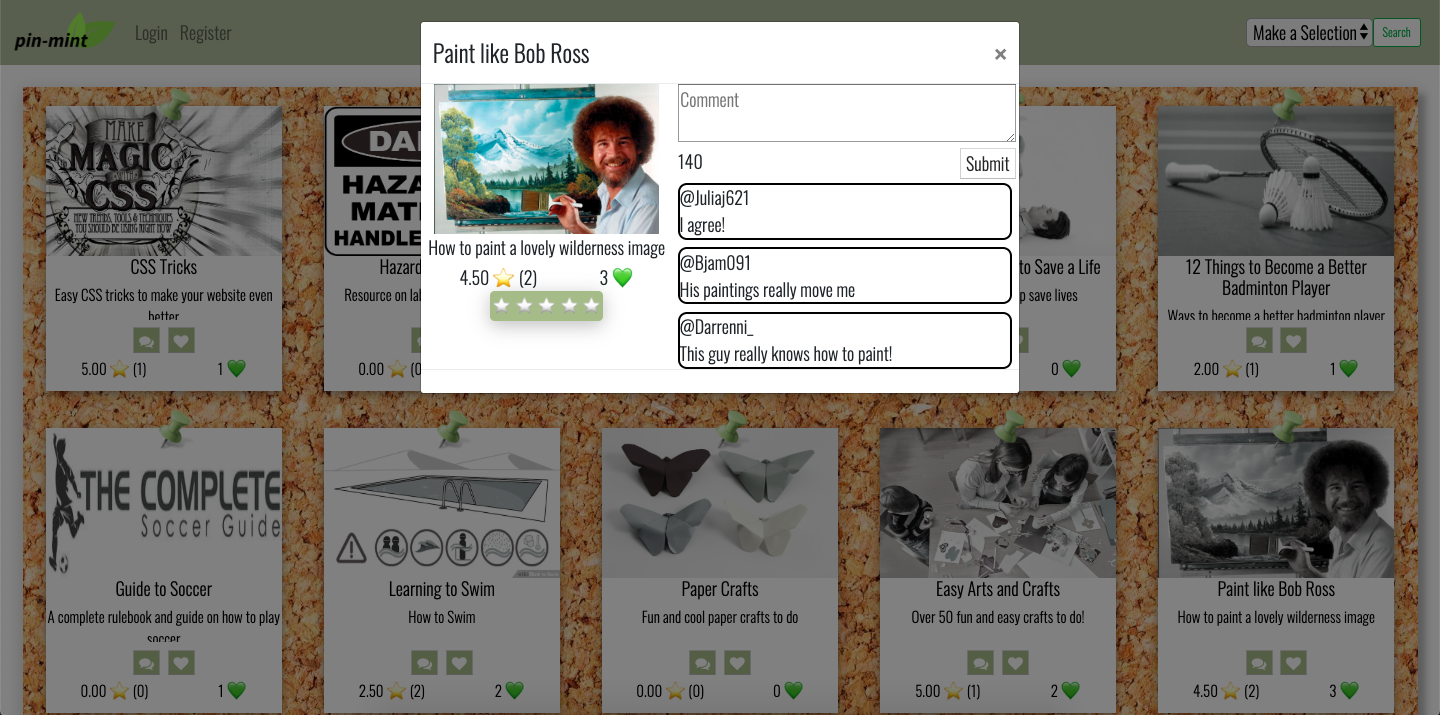 pin-mint
Login Register
Make a Selection
Search
Paint like Bob Ross
×
How to paint a lovely wilderness image
4.50 (2) 3
Comment
140
Submit
@Juliaj621
I agree!
@Bjam091
His paintings really move me
@Darrenni_
This guy really knows how to paint!
MAKE
MAGIC
CSS
NEW TRENDS, TOOLS & TECHNIQUES
YOU SHOULD BE USING RIGHT NOW
CSS Tricks
Easy CSS tricks to make your website even
better
5.00 (1) 1
DA
HAZA
MAT
HANDLE
Hazard
Resource on la
0.00 (0
to Save a Life
p save lives
0
12 Things to Become a Better
Badminton Player
Ways to become a better badminton player
2.00 (1) 1
THE COMPLETE
Soccer Guide
Guide to Soccer
A complete rulebook and guide on how to play
soccer
0.00 (0) 1
Learning to Swim
How to Swim
2.50 (2) 2
Paper Crafts
Fun and cool paper crafts to do
0.00 (0) 0
Easy Arts and Crafts
Over 50 fun and easy crafts to do!
5.00 (1) 2
Paint like Bob Ross
How to paint a lovely wilderness image
4.50 (2) 3